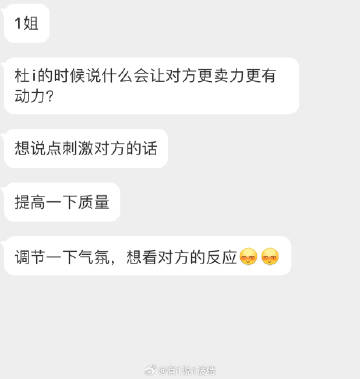 1姐
杜i的时候说什么会让对方更卖力更有
动力?
想说点刺激对方的话
提高一下质量
调节一下气氛，想看对方的反应😊😊